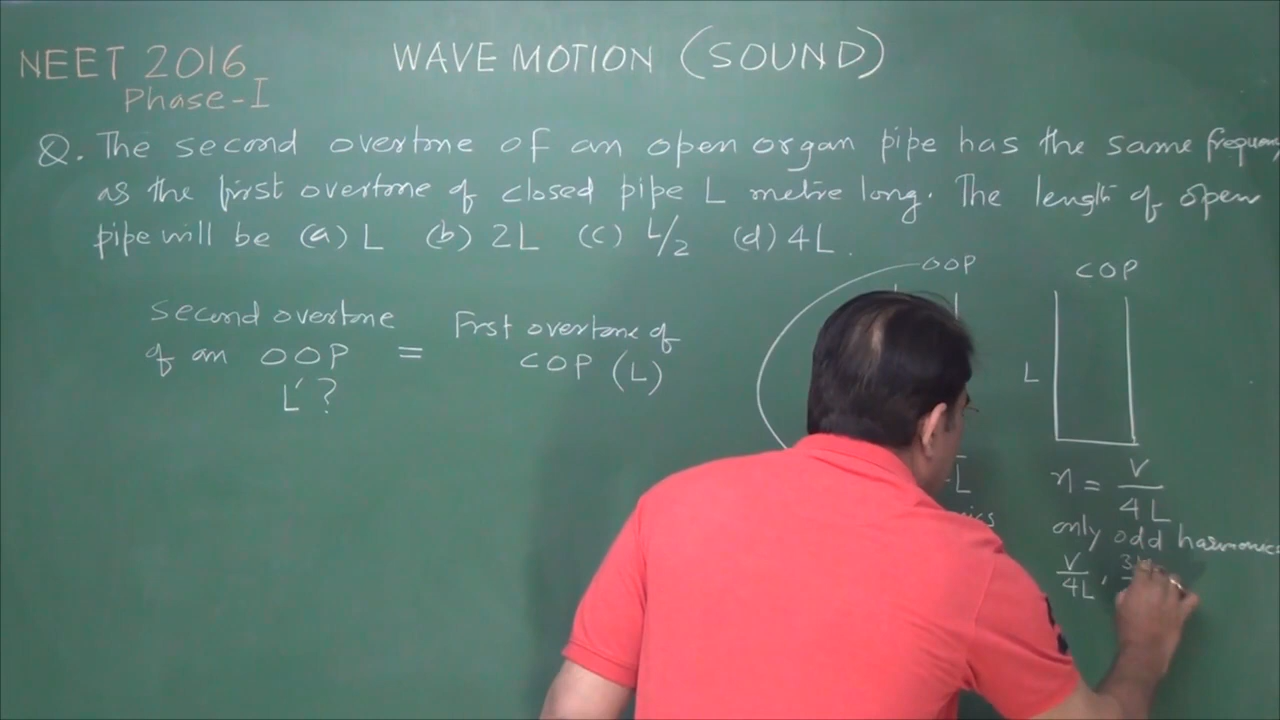 NEET 2016
Phase-I
WAVE MOTION (SOUND)
Q. The second overtone of an open organ pipe has the same frequency
as the first overtone of closed pipe L metre long. The length of open
pipe will be (a) L (b) 2L (c) L/2 (d) 4L.
Second overtone
of an OOP
L' ?
=
First overtone of
COP (L)
OOP
COP
L
L
n = V/4L
only odd harmonics
V/4L, 3